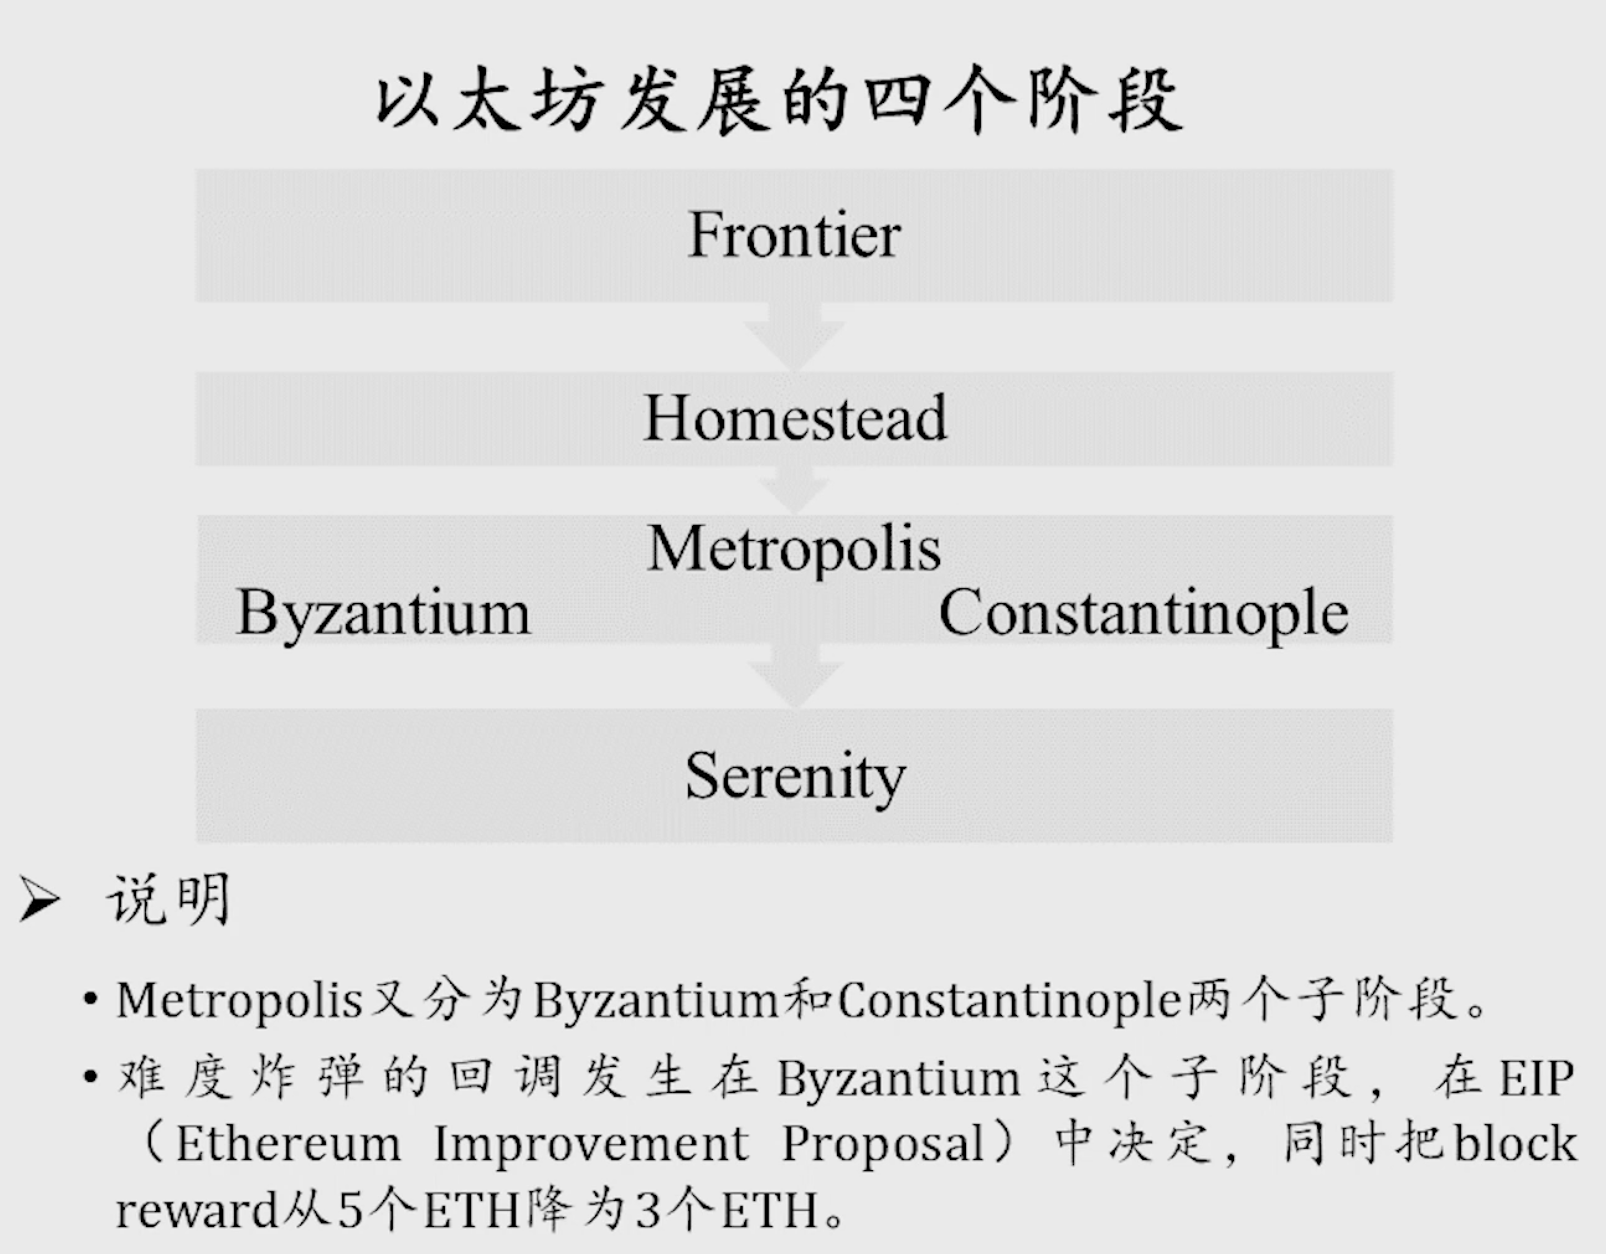 以太坊发展的四个阶段
Frontier
Homestead
Metropolis
Byzantium Constantinople
Serenity
➢ 说明
• Metropolis又分为Byzantium和Constantinople两个子阶段。
• 难度炸弹的回调发生在Byzantium这个子阶段，在EIP
（Ethereum Improvement Proposal）中决定，同时把block
reward从5个ETH降为3个ETH。